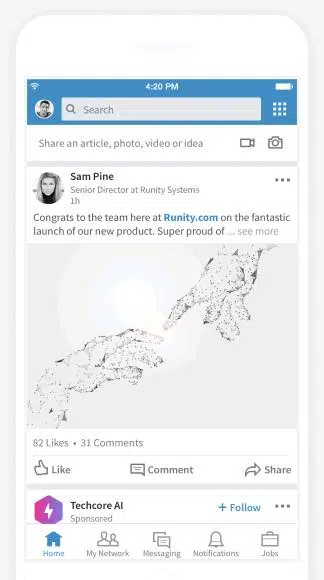 4:20 PM
Search
Share an article, photo, video or idea
Sam Pine
Senior Director at Runity Systems
1h
Congrats to the team here at Runity.com on the fantastic
launch of our new product. Super proud of ... see more
82 Likes • 31 Comments
Like Comment Share
Techcore AI + Follow
Sponsored
Home My Network Messaging Notifications Jobs